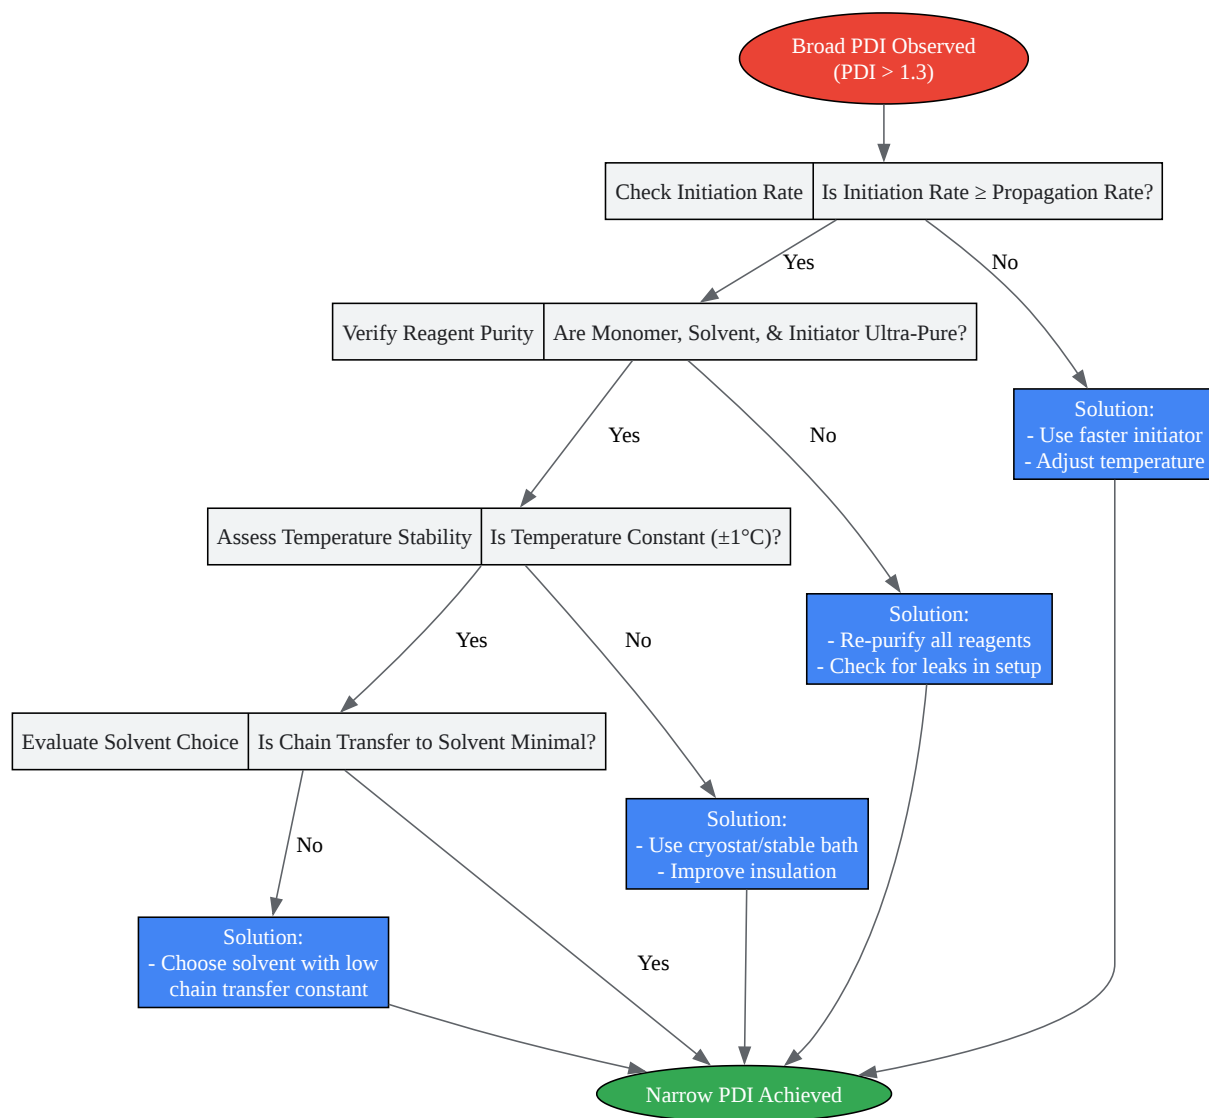 Broad PDI Observed
(PDI > 1.3)
Check Initiation Rate
Is Initiation Rate ≥ Propagation Rate?
Yes
No
Verify Reagent Purity
Are Monomer, Solvent, & Initiator Ultra-Pure?
Solution:
- Use faster initiator
- Adjust temperature
Yes
No
Assess Temperature Stability
Is Temperature Constant (±1°C)?
Solution:
- Re-purify all reagents
- Check for leaks in setup
Yes
No
Evaluate Solvent Choice
Is Chain Transfer to Solvent Minimal?
Solution:
- Use cryostat/stable bath
- Improve insulation
No
Yes
Solution:
- Choose solvent with low
chain transfer constant
Narrow PDI Achieved